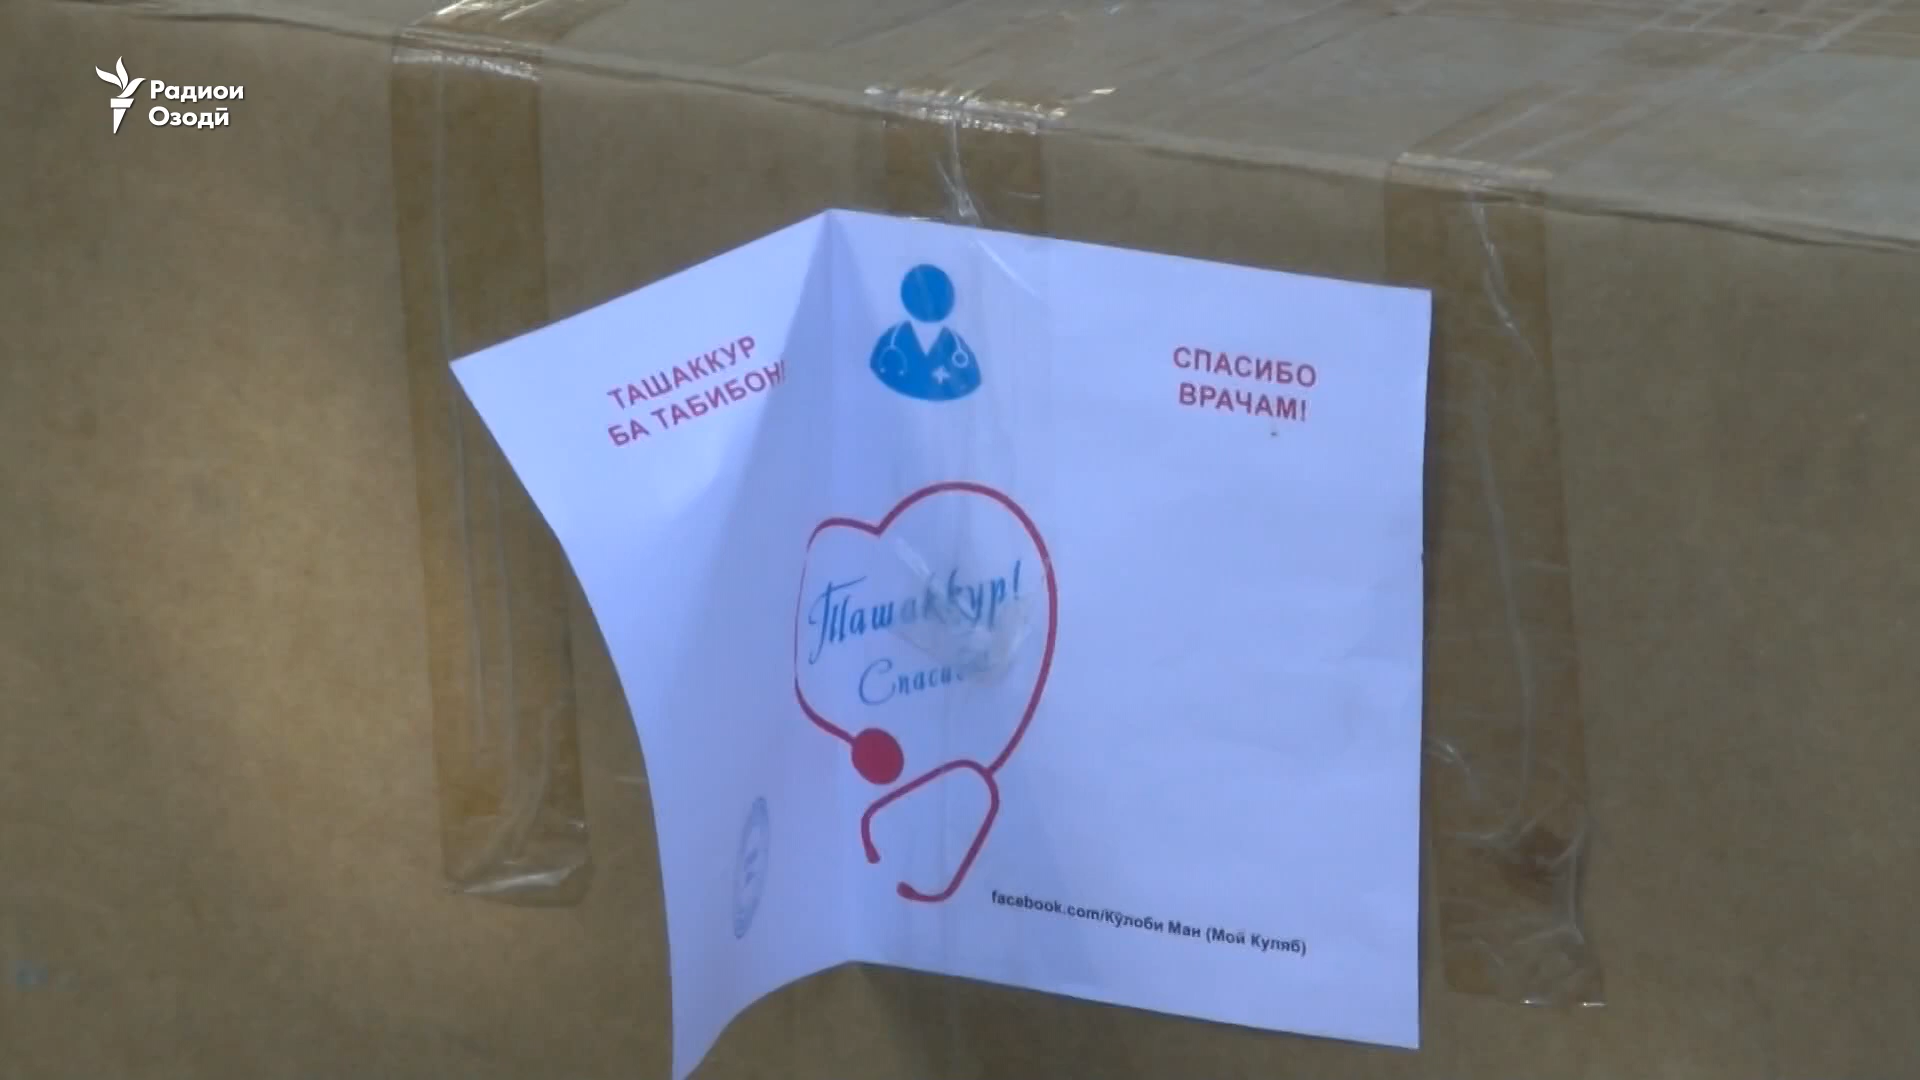 Радиои
Озодӣ
ТАШАККУР
БА ТАБИБОН!
СПАСИБО
ВРАЧАМ!
Ташаккур!
facebook.com/Кӯлоби Ман (Мой Куляб)